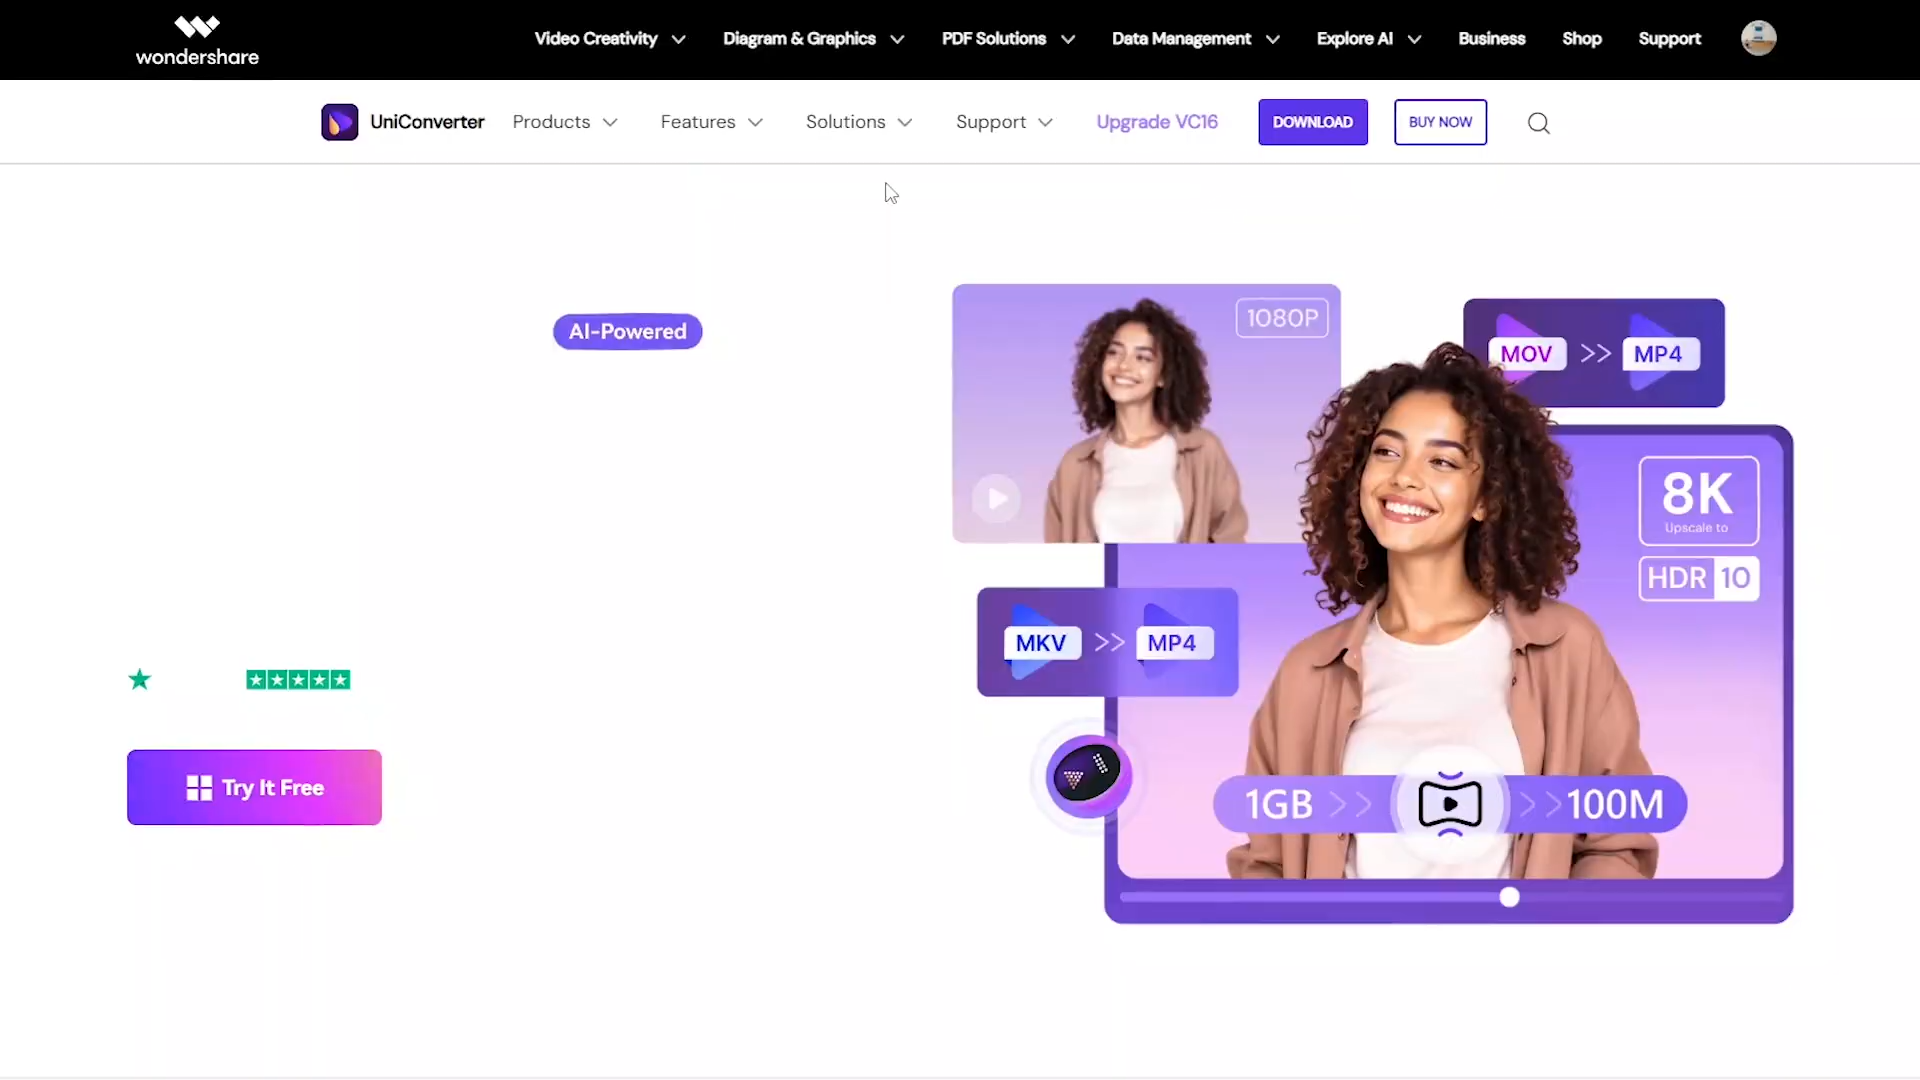 wondershare
Video Creativity Diagram & Graphics PDF Solutions Data Management Explore AI Business Shop Support
UniConverter Products Features Solutions Support Upgrade VC16 DOWNLOAD BUY NOW
AI-Powered
1080P
MOV >> MP4
8K
Upscale to
HDR 10
MKV >> MP4
Try It Free
1GB >> >> 100M